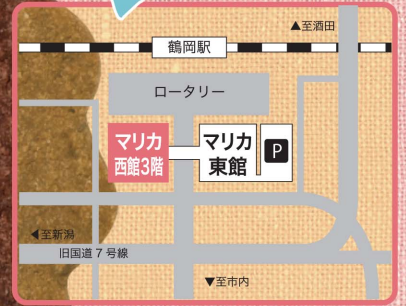 ▲至酒田
鶴岡駅
ロータリー
マリカ
西館3階
マリカ
東館
P
◀至新潟
旧国道7号線
▼至市内